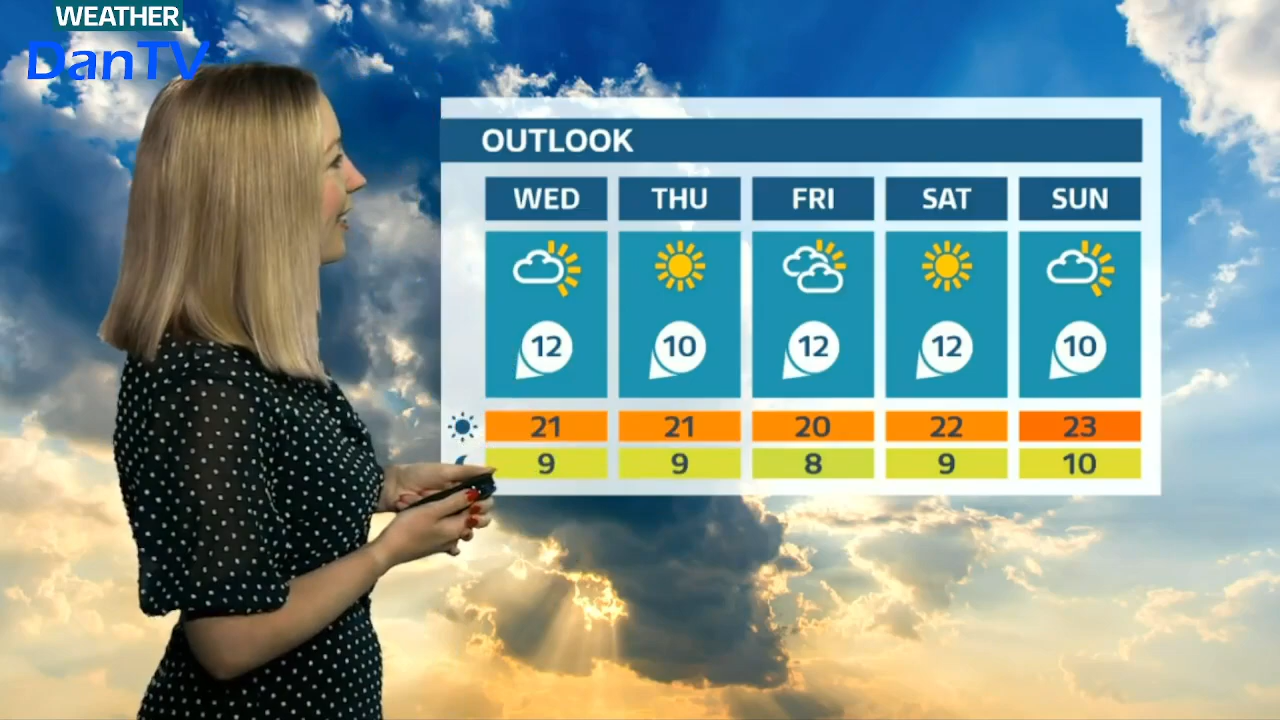 WEATHER
DanTV
OUTLOOK
WED THU FRI SAT SUN
12 10 12 12 10
21 21 20 22 23
9 9 8 9 10